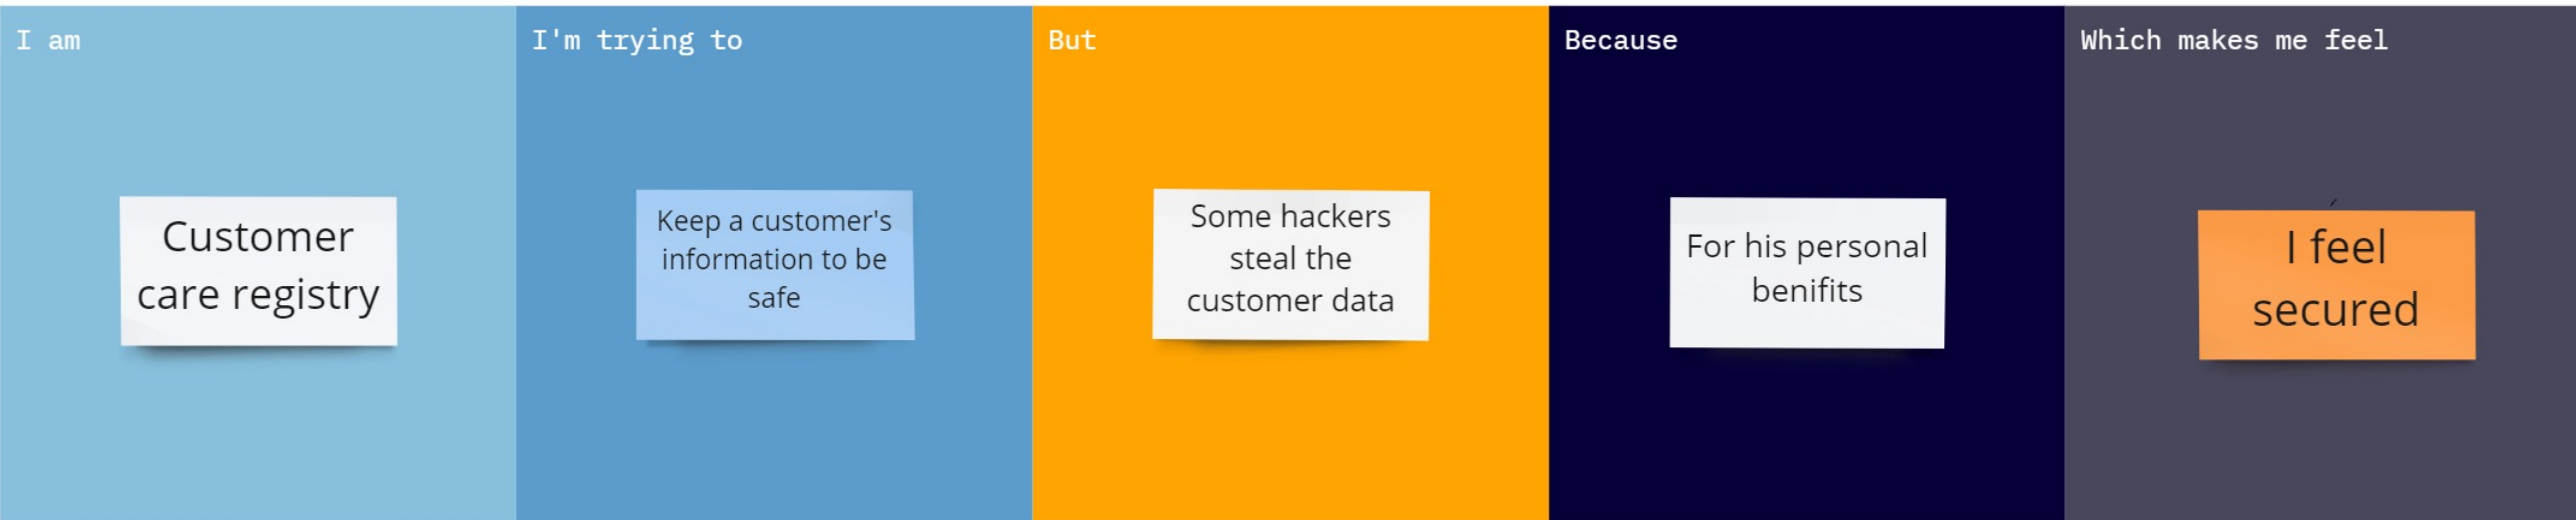 I am
Customer
care registry
I'm trying to
Keep a customer's
information to be
safe
But
Some hackers
steal the
customer data
Because
For his personal
benifits
Which makes me feel
I feel
secured